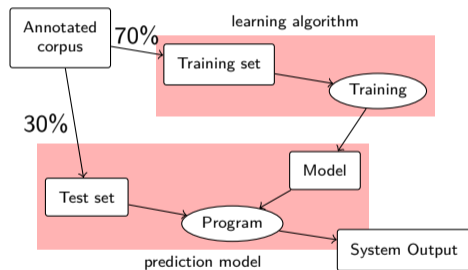 learning algorithm
Annotated
corpus
70%
Training set
Training
30%
Model
Test set
Program
System Output
prediction model